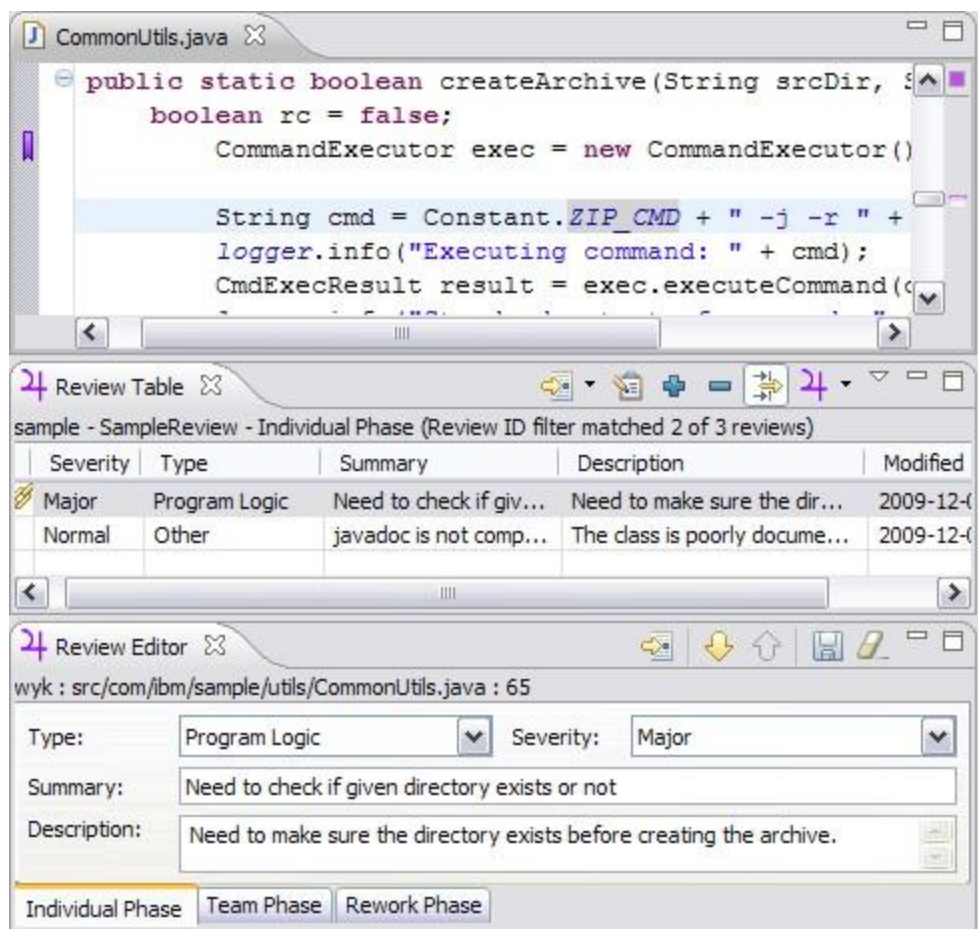 CommonUtils.java
public static boolean createArchive(String srcDir, S
boolean rc = false;
CommandExecutor exec = new CommandExecutor()
String cmd = Constant.ZIP_CMD + " -j -r " +
logger.info("Executing command: " + cmd);
CmdExecResult result = exec.executeCommand(c
Review Table
sample - SampleReview - Individual Phase (Review ID filter matched 2 of 3 reviews)
Severity Type Summary Description Modified
Major Program Logic Need to check if giv... Need to make sure the dir... 2009-12-0
Normal Other javadoc is not comp... The class is poorly docume... 2009-12-0
Review Editor
wyk : src/com/ibm/sample/utils/CommonUtils.java : 65
Type: Program Logic Severity: Major
Summary: Need to check if given directory exists or not
Description: Need to make sure the directory exists before creating the archive.
Individual Phase Team Phase Rework Phase